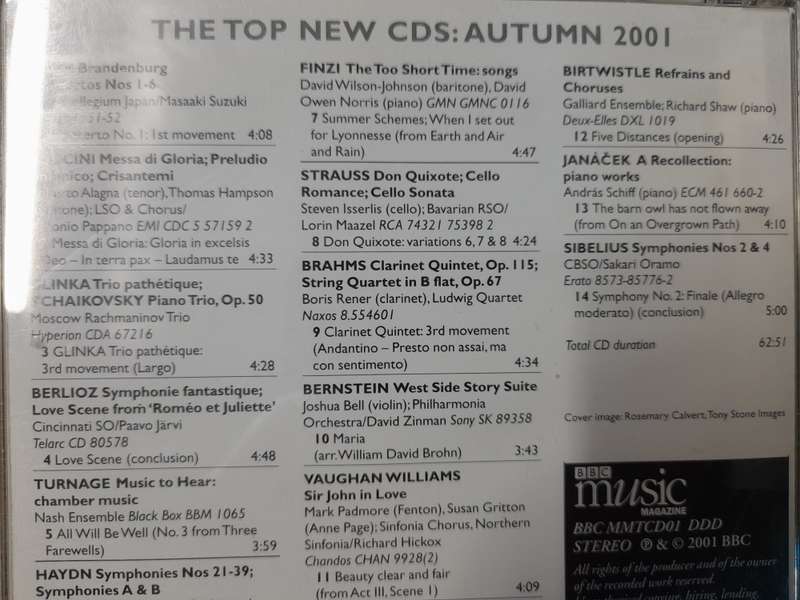 THE TOP NEW CDS: AUTUMN 2001
Brandenburg
Nos 1-6
Japan/Masaaki Suzuki
51-52
No. 1: 1st movement 4:08
Messa di Gloria; Preludio
Crisantemi
Alagna (tenor), Thomas Hampson
LSO & Chorus/
Pappano EMI CDC 5 57159 2
Messa di Gloria: Gloria in excelsis
Deo – In terra pax – Laudamus te 4:33
GLINKA Trio pathétique;
TCHAIKOVSKY Piano Trio, Op. 50
Moscow Rachmaninov Trio
Hyperion CDA 67216
3 GLINKA Trio pathétique:
3rd movement (Largo) 4:28
BERLIOZ Symphonie fantastique;
Love Scene from 'Roméo et Juliette'
Cincinnati SO/Paavo Järvi
Telarc CD 80578
4 Love Scene (conclusion) 4:48
TURNAGE Music to Hear:
chamber music
Nash Ensemble Black Box BBM 1065
5 All Will Be Well (No. 3 from Three
Farewells) 3:59
HAYDN Symphonies Nos 21-39;
Symphonies A & B
FINZI The Too Short Time: songs
David Wilson-Johnson (baritone), David
Owen Norris (piano) GMN GMNC 0116
7 Summer Schemes; When I set out
for Lyonnesse (from Earth and Air
and Rain) 4:47
STRAUSS Don Quixote; Cello
Romance; Cello Sonata
Steven Isserlis (cello); Bavarian RSO/
Lorin Maazel RCA 74321 75398 2
8 Don Quixote: variations 6, 7 & 8 4:24
BRAHMS Clarinet Quintet, Op. 115;
String Quartet in B flat, Op. 67
Boris Rener (clarinet), Ludwig Quartet
Naxos 8.554601
9 Clarinet Quintet: 3rd movement
(Andantino – Presto non assai, ma
con sentimento) 4:34
BERNSTEIN West Side Story Suite
Joshua Bell (violin); Philharmonia
Orchestra/David Zinman Sony SK 89358
10 Maria
(arr. William David Brohn) 3:43
VAUGHAN WILLIAMS
Sir John in Love
Mark Padmore (Fenton), Susan Gritton
(Anne Page); Sinfonia Chorus, Northern
Sinfonia/Richard Hickox
Chandos CHAN 9928(2)
11 Beauty clear and fair
(from Act III, Scene 1) 4:09
BIRTWISTLE Refrains and
Choruses
Galliard Ensemble; Richard Shaw (piano)
Deux-Elles DXL 1019
12 Five Distances (opening) 4:26
JANÁČEK A Recollection:
piano works
András Schiff (piano) ECM 461 660-2
13 The barn owl has not flown away
(from On an Overgrown Path) 4:10
SIBELIUS Symphonies Nos 2 & 4
CBSO/Sakari Oramo
Erato 8573-85776-2
14 Symphony No. 2: Finale (Allegro
moderato) (conclusion) 5:00
Total CD duration 62:51
Cover image: Rosemary Calvert, Tony Stone Images
BBC
music
MAGAZINE
BBC MMTCD01 DDD
STEREO ℗ & © 2001 BBC
All rights of the producer and of the owner
of the recorded work reserved.
copying, hiring, lending,